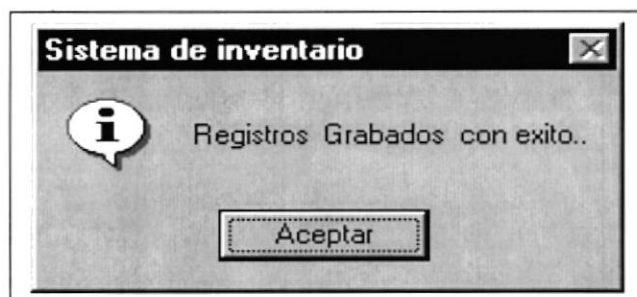 Sistema de inventario
Registros Grabados con exito..
Aceptar